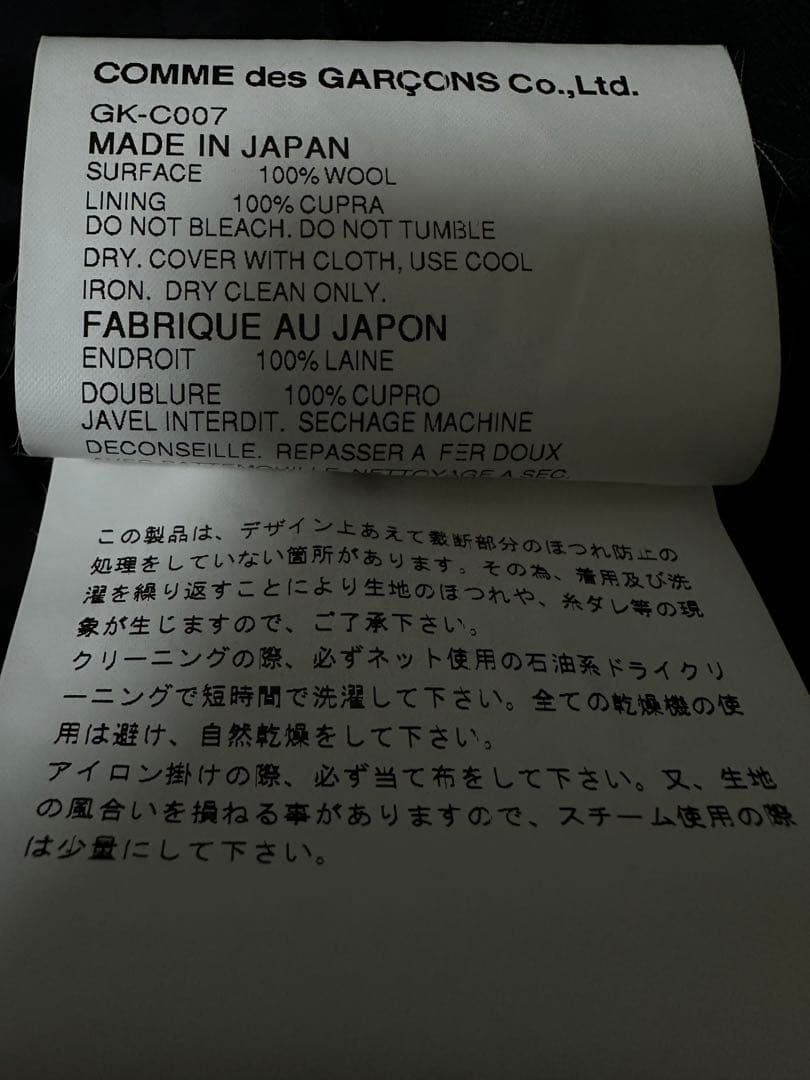 COMME des GARÇONS Co.,Ltd.
GK-C007
MADE IN JAPAN
SURFACE 100% WOOL
LINING 100% CUPRA
DO NOT BLEACH. DO NOT TUMBLE
DRY. COVER WITH CLOTH, USE COOL
IRON. DRY CLEAN ONLY.
FABRIQUE AU JAPON
ENDROIT 100% LAINE
DOUBLURE 100% CUPRO
JAVEL INTERDIT. SECHAGE MACHINE
DECONSEILLE. REPASSER A FER DOUX
AVEC PATTEMOUILLE. NETTOYAGE A SEC.
この製品は、デザイン上あえて裁断部分のほつれ防止の
処理をしていない箇所があります。その為、着用及び洗
濯を繰り返すことにより生地のほつれや、糸ダレ等の現
象が生じますので、ご了承下さい。
クリーニングの際、必ずネット使用の石油系ドライクリ
ーニングで短時間で洗濯して下さい。全ての乾燥機の使
用は避け、自然乾燥をして下さい。
アイロン掛けの際、必ず当て布をして下さい。又、生地
の風合いを損ねる事がありますので、スチーム使用の際
は少量にして下さい。